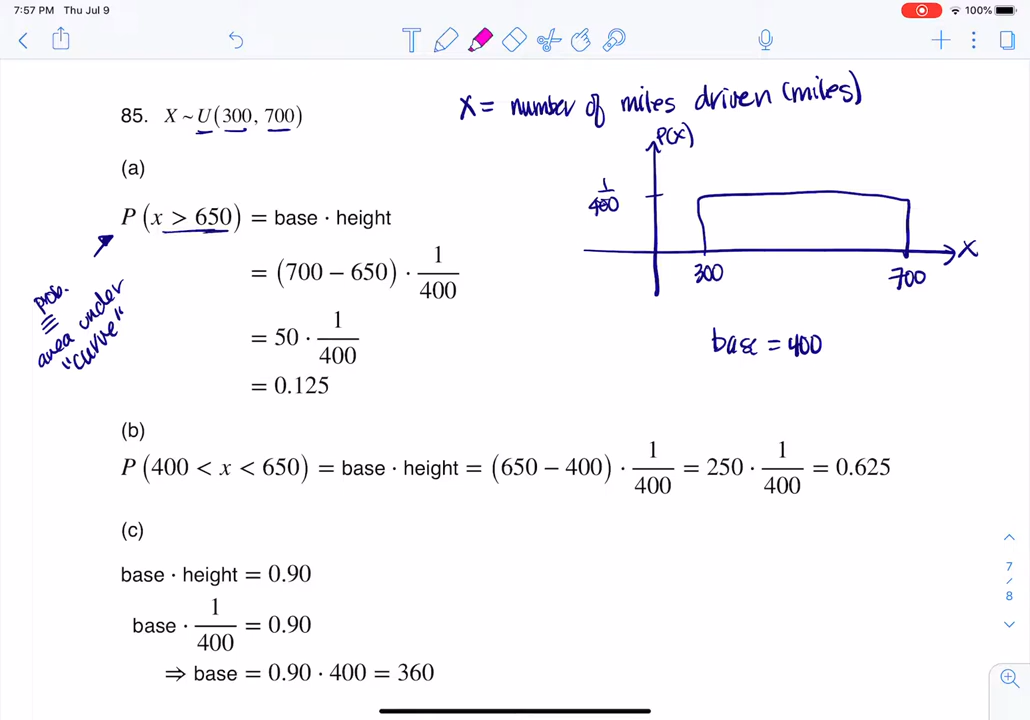 7:57 PM Thu Jul 9
100%
X = number of miles driven (miles)
85. X ~ U(300, 700)
P(x)
(a)
1/400
P(x > 650) = base · height
X
300
700
= (700 − 650) · 1/400
prob.
≡
area under
"curve"
= 50 · 1/400
base = 400
= 0.125
(b)
P(400 < x < 650) = base · height = (650 − 400) · 1/400 = 250 · 1/400 = 0.625
(c)
7
/
8
base · height = 0.90
base · 1/400 = 0.90
⇒ base = 0.90 · 400 = 360